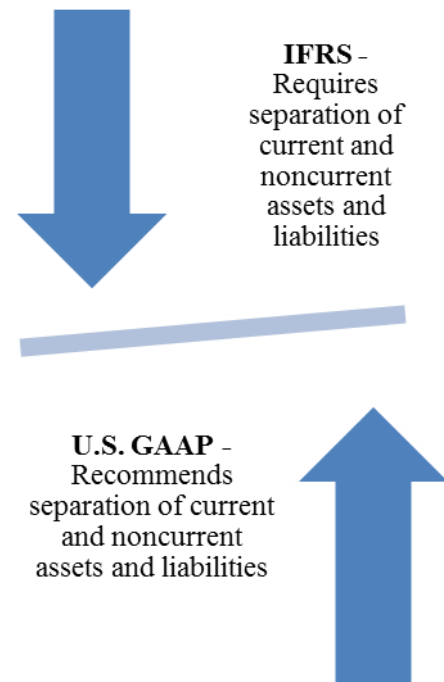 IFRS -
Requires
separation of
current and
noncurrent
assets and
liabilities
U.S. GAAP -
Recommends
separation of current
and noncurrent
assets and liabilities